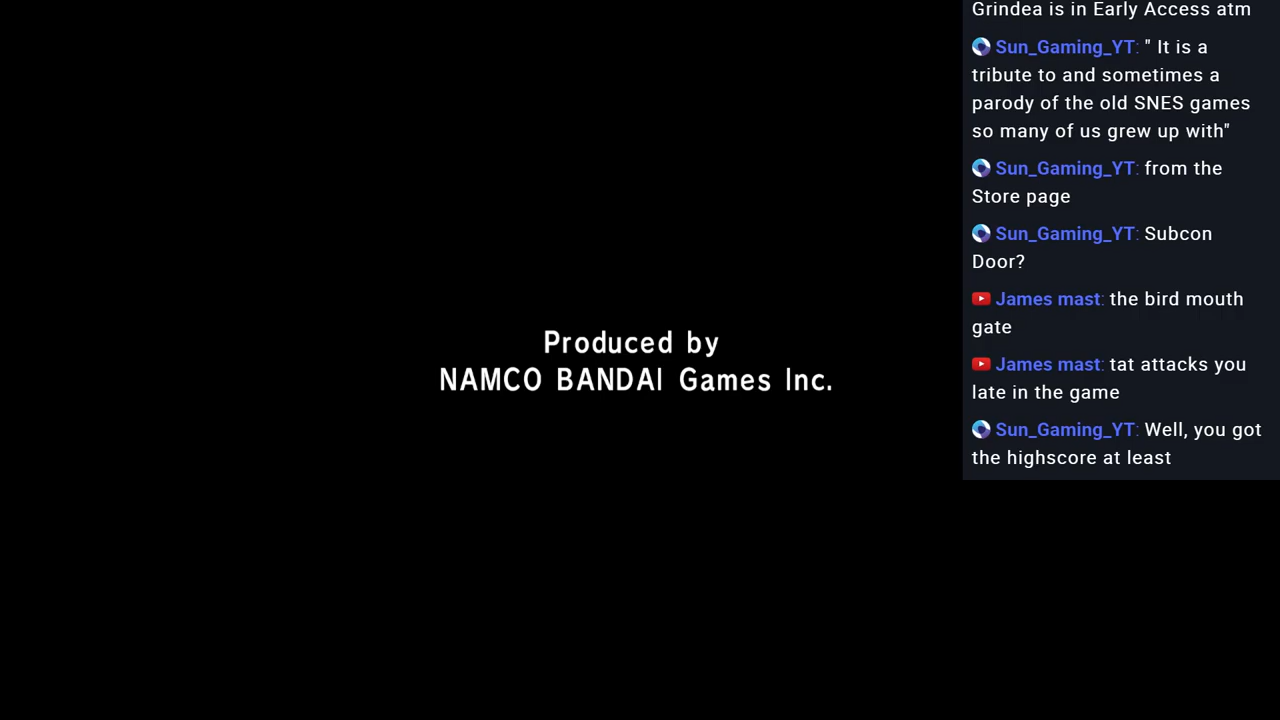 Produced by
NAMCO BANDAI Games Inc.
Grindea is in Early Access atm
Sun_Gaming_YT: " It is a
tribute to and sometimes a
parody of the old SNES games
so many of us grew up with"
Sun_Gaming_YT: from the
Store page
Sun_Gaming_YT: Subcon
Door?
James mast: the bird mouth
gate
James mast: tat attacks you
late in the game
Sun_Gaming_YT: Well, you got
the highscore at least